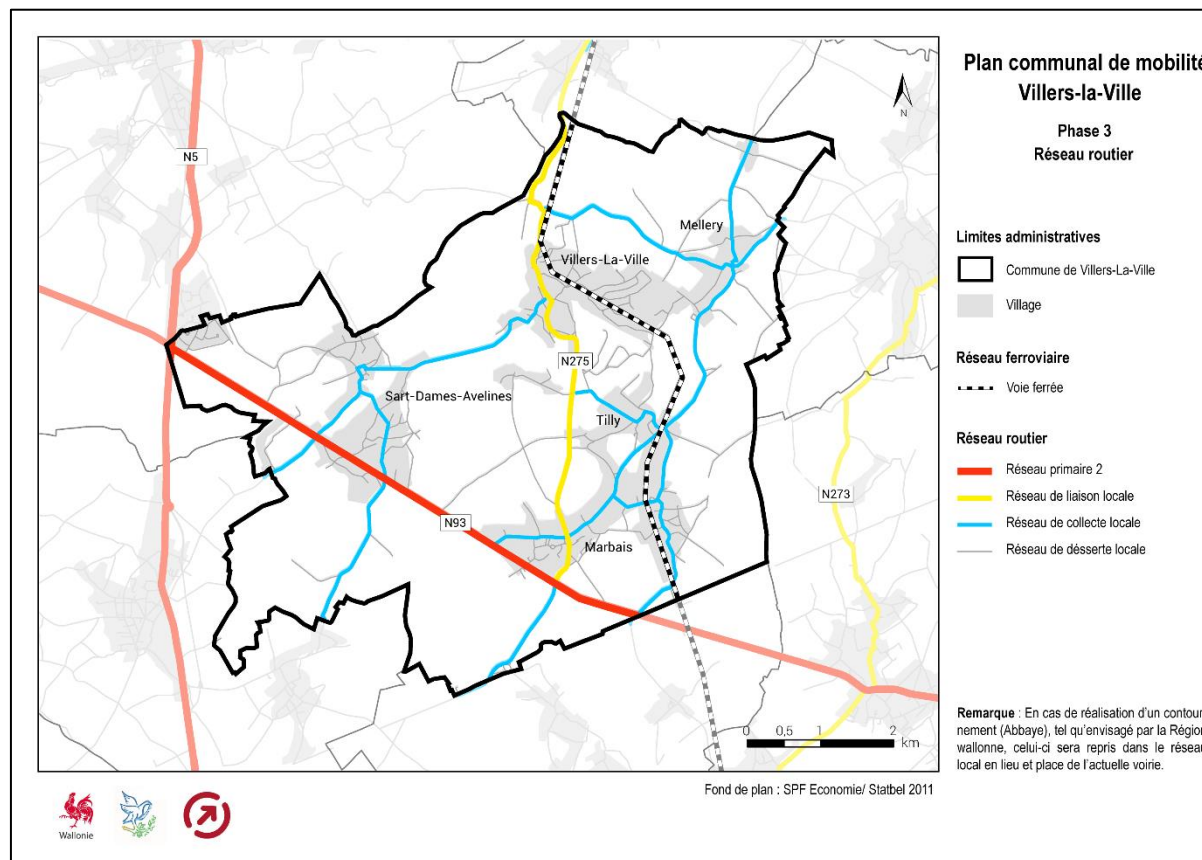 Plan communal de mobilité
Villers-la-Ville
Phase 3
Réseau routier
Limites administratives
Commune de Villers-La-Ville
Village
Réseau ferroviaire
Voie ferrée
Réseau routier
Réseau primaire 2
Réseau de liaison locale
Réseau de collecte locale
Réseau de désserte locale
Remarque : En cas de réalisation d'un contour-
nement (Abbaye), tel qu'envisagé par la Région
wallonne, celui-ci sera repris dans le réseau
local en lieu et place de l'actuelle voirie.
N
N5
Mellery
Villers-La-Ville
N275
Sart-Dames-Avelines
Tilly
N273
N93
Marbais
0 0,5 1 2
km
Fond de plan : SPF Economie/ Statbel 2011
Wallonie